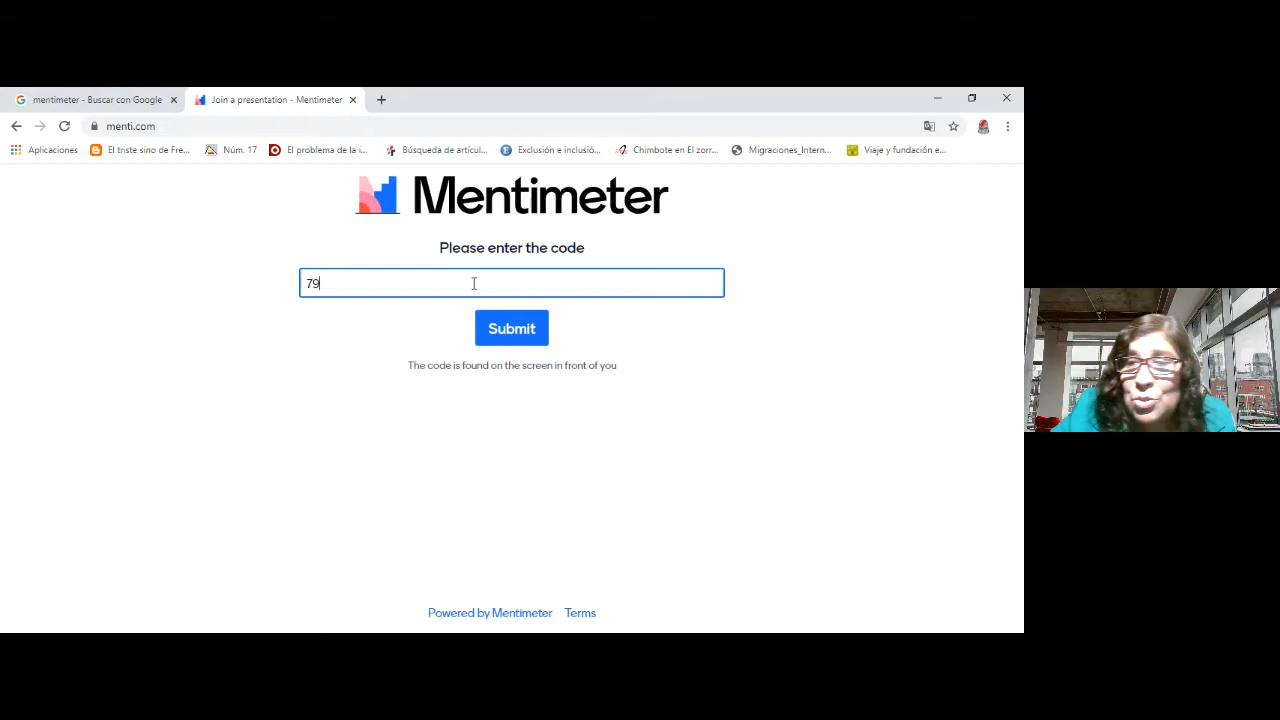 mentimeter - Buscar con Google
Join a presentation - Mentimeter
menti.com
Aplicaciones
El triste sino de Fre...
Núm. 17
El problema de la i...
Búsqueda de artícul...
Exclusión e inclusió...
Chimbote en El zorr...
Migraciones_Intern...
Viaje y fundación e...
Mentimeter
Please enter the code
79
Submit
The code is found on the screen in front of you
Powered by Mentimeter Terms